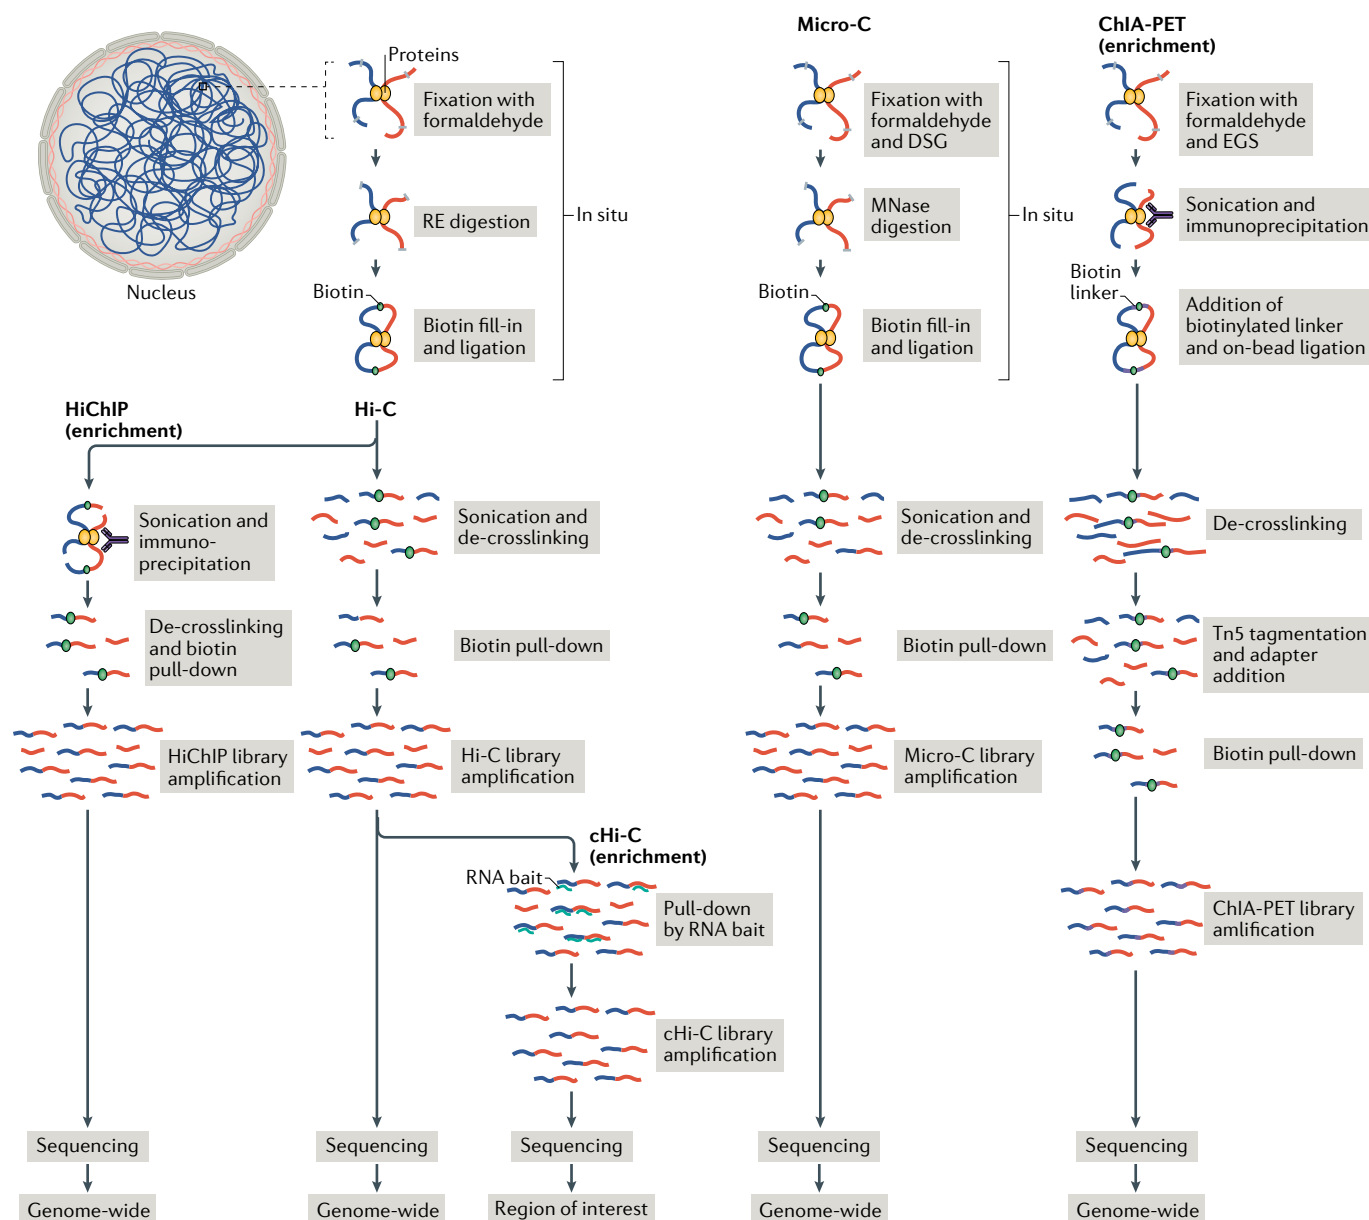 Proteins
Fixation with
formaldehyde
RE digestion
Biotin
Biotin fill-in
and ligation
In situ
Nucleus
Micro-C
Fixation with
formaldehyde
and DSG
MNase
digestion
Biotin
Biotin fill-in
and ligation
In situ
ChIA-PET
(enrichment)
Fixation with
formaldehyde
and EGS
Sonication and
immunoprecipitation
Biotin
linker
Addition of
biotinylated linker
and on-bead ligation
HiChIP
(enrichment)
Sonication and
immuno-
precipitation
De-crosslinking
and biotin
pull-down
HiChIP library
amplification
Hi-C
Sonication and
de-crosslinking
Biotin pull-down
Hi-C library
amplification
cHi-C
(enrichment)
RNA bait
Pull-down
by RNA bait
cHi-C library
amplification
Sonication and
de-crosslinking
Biotin pull-down
Micro-C library
amplification
De-crosslinking
Tn5 tagmentation
and adapter
addition
Biotin pull-down
ChIA-PET library
amlification
Sequencing
Sequencing
Sequencing
Sequencing
Sequencing
Genome-wide
Genome-wide
Region of interest
Genome-wide
Genome-wide